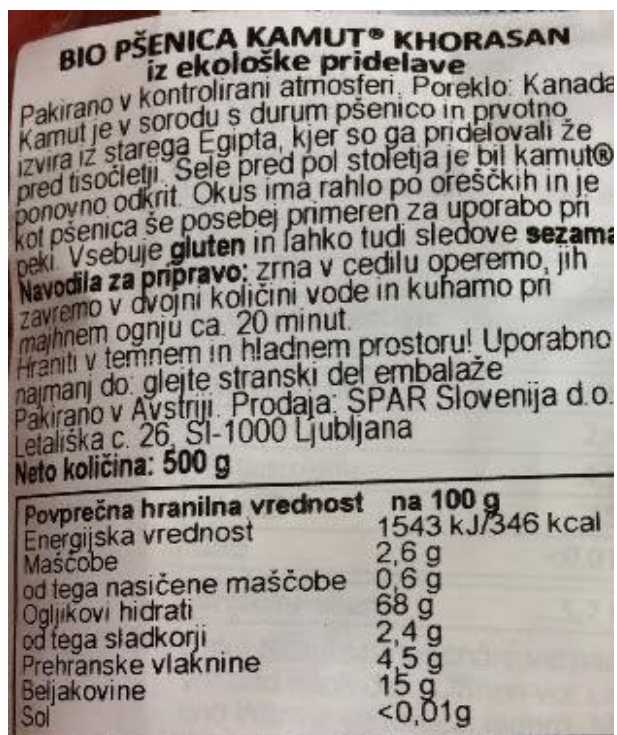 BIO PŠENICA KAMUT® KHORASAN
iz ekološke pridelave
Pakirano v kontrolirani atmosferi. Poreklo: Kanada
Kamut je v sorodu s durum pšenico in prvotno
izvira iz starega Egipta, kjer so ga pridelovali že
pred tisočletji. Šele pred pol stoletja je bil kamut®
ponovno odkrit. Okus ima rahlo po oreščkih in je
kot pšenica še posebej primeren za uporabo pri
peki. Vsebuje gluten in lahko tudi sledove sezama
Navodila za pripravo: zrna v cedilu operemo, jih
zavremo v dvojni količini vode in kuhamo pri
majhnem ognju ca. 20 minut.
Hraniti v temnem in hladnem prostoru! Uporabno
najmanj do: glejte stranski del embalaže
Pakirano v Avstriji. Prodaja: SPAR Slovenija d.o.
Letališka c. 26, SI-1000 Ljubljana
Neto količina: 500 g
Povprečna hranilna vrednost na 100 g
Energijska vrednost 1543 kJ/346 kcal
Maščobe 2,6 g
od tega nasičene maščobe 0,6 g
Ogljikovi hidrati 68 g
od tega sladkorji 2,4 g
Prehranske vlaknine 4,5 g
Beljakovine 15 g
Sol <0,01g